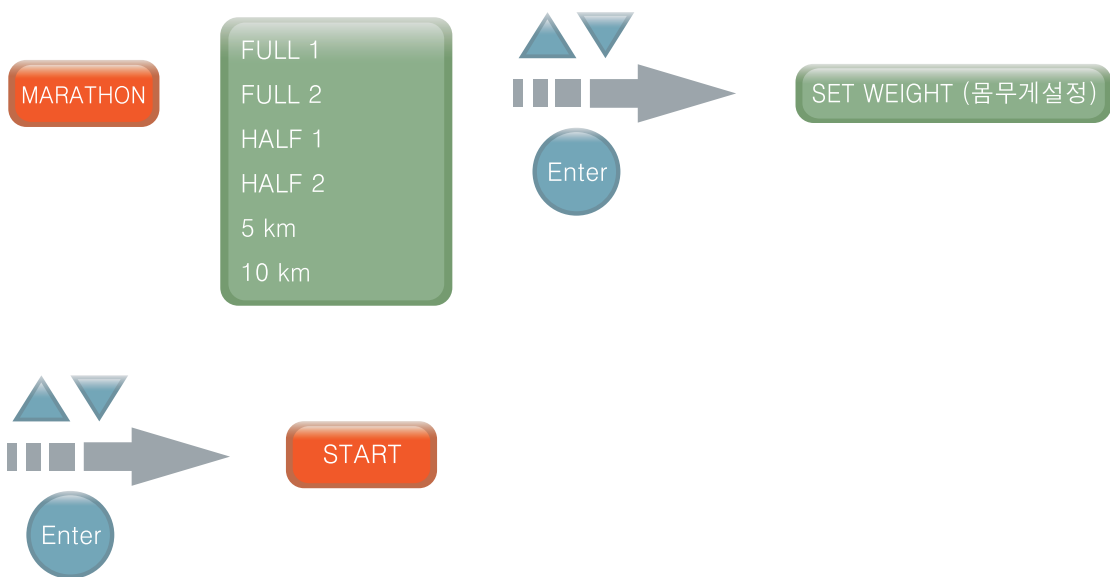 MARATHON
FULL 1
FULL 2
HALF 1
HALF 2
5 km
10 km
Enter
SET WEIGHT (몸무게설정)
Enter
START